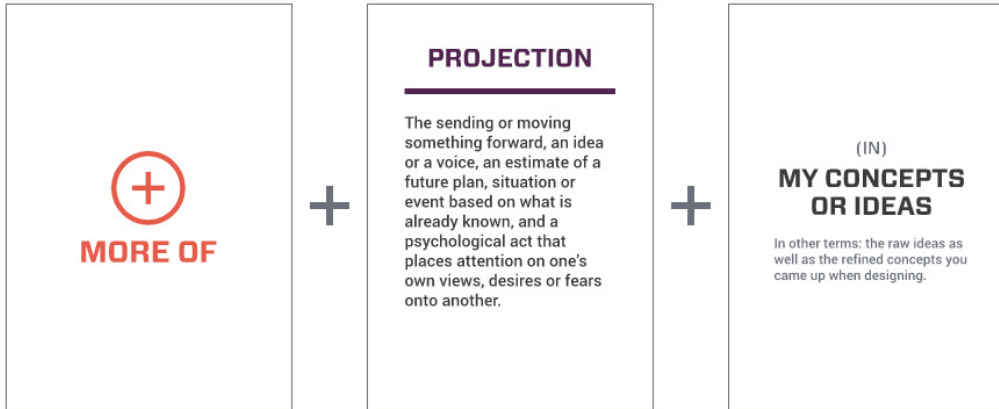 MORE OF
PROJECTION
The sending or moving
something forward, an idea
or a voice, an estimate of a
future plan, situation or
event based on what is
already known, and a
psychological act that
places attention on one's
own views, desires or fears
onto another.
(IN)
MY CONCEPTS
OR IDEAS
In other terms: the raw ideas as
well as the refined concepts you
came up when designing.